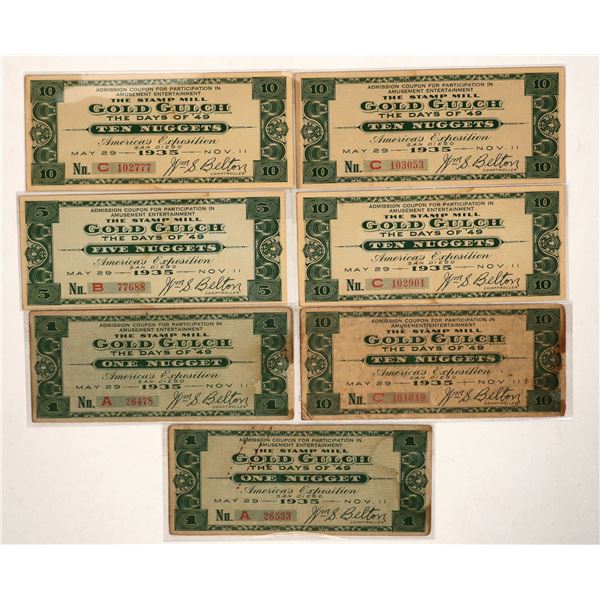 10 ADMISSION COUPON FOR PARTICIPATION IN 10
AMUSEMENT ENTERTAINMENT
THE STAMP MILL
GOLD GULCH
THE DAYS OF '49
TEN NUGGETS
America's Exposition
SAN DIEGO
MAY 29 — 1935 — NOV. 11
10 No. C 102777 Wm S. Belton 10
COMPTROLLER
10 ADMISSION COUPON FOR PARTICIPATION IN 10
AMUSEMENT ENTERTAINMENT
THE STAMP MILL
GOLD GULCH
THE DAYS OF '49
TEN NUGGETS
America's Exposition
SAN DIEGO
MAY 29 — 1935 — NOV. 11
10 No. C 103053 Wm S. Belton 10
COMPTROLLER
5 ADMISSION COUPON FOR PARTICIPATION IN 5
AMUSEMENT ENTERTAINMENT
THE STAMP MILL
GOLD GULCH
THE DAYS OF '49
FIVE NUGGETS
America's Exposition
SAN DIEGO
MAY 29 — 1935 — NOV. 11
5 No. B 77688 Wm S. Belton 5
COMPTROLLER
10 ADMISSION COUPON FOR PARTICIPATION IN 10
AMUSEMENT ENTERTAINMENT
THE STAMP MILL
GOLD GULCH
THE DAYS OF '49
TEN NUGGETS
America's Exposition
SAN DIEGO
MAY 29 — 1935 — NOV. 11
10 No. C 102901 Wm S. Belton 10
COMPTROLLER
1 ADMISSION COUPON FOR PARTICIPATION IN 1
AMUSEMENT ENTERTAINMENT
THE STAMP MILL
GOLD GULCH
THE DAYS OF '49
ONE NUGGET
America's Exposition
SAN DIEGO
MAY 29 — 1935 — NOV. 11
1 No. A 26478 Wm S. Belton 1
COMPTROLLER
10 ADMISSION COUPON FOR PARTICIPATION IN 10
AMUSEMENT ENTERTAINMENT
THE STAMP MILL
GOLD GULCH
THE DAYS OF '49
TEN NUGGETS
America's Exposition
SAN DIEGO
MAY 29 — 1935 — NOV. 11
10 No. C 101019 Wm S. Belton 10
COMPTROLLER
1 ADMISSION COUPON FOR PARTICIPATION IN 1
AMUSEMENT ENTERTAINMENT
THE STAMP MILL
GOLD GULCH
THE DAYS OF '49
ONE NUGGET
America's Exposition
SAN DIEGO
MAY 29 — 1935 — NOV. 11
1 No. A 26523 Wm S. Belton 1
COMPTROLLER